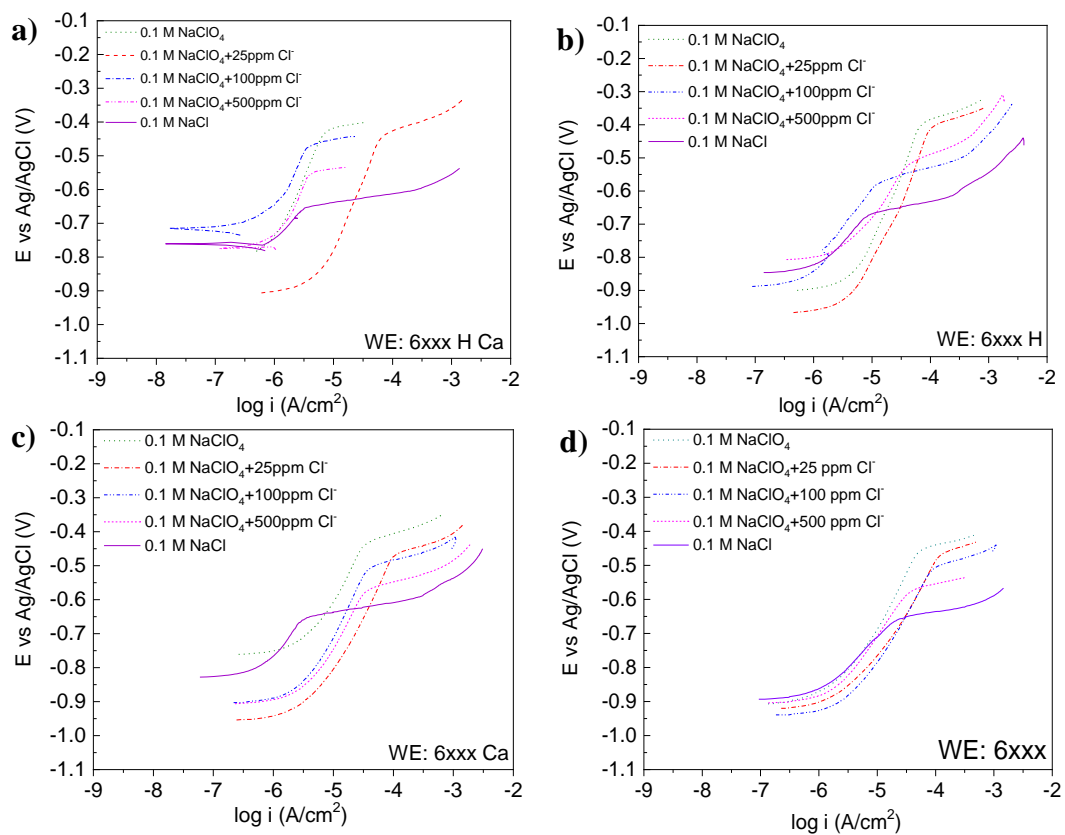 a)
-0.1
-0.2
-0.3
-0.4
-0.5
-0.6
-0.7
-0.8
-0.9
-1.0
-1.1
E vs Ag/AgCl (V)
0.1 M NaClO₄
0.1 M NaClO₄+25ppm Cl⁻
0.1 M NaClO₄+100ppm Cl⁻
0.1 M NaClO₄+500ppm Cl⁻
0.1 M NaCl
WE: 6xxx H Ca
-9 -8 -7 -6 -5 -4 -3 -2
log i (A/cm²)
b)
-0.1
-0.2
-0.3
-0.4
-0.5
-0.6
-0.7
-0.8
-0.9
-1.0
-1.1
E vs Ag/AgCl (V)
0.1 M NaClO₄
0.1 M NaClO₄+25ppm Cl⁻
0.1 M NaClO₄+100ppm Cl⁻
0.1 M NaClO₄+500ppm Cl⁻
0.1 M NaCl
WE: 6xxx H
-9 -8 -7 -6 -5 -4 -3 -2
log i (A/cm²)
c)
-0.1
-0.2
-0.3
-0.4
-0.5
-0.6
-0.7
-0.8
-0.9
-1.0
-1.1
E vs Ag/AgCl (V)
0.1 M NaClO₄
0.1 M NaClO₄+25ppm Cl⁻
0.1 M NaClO₄+100ppm Cl⁻
0.1 M NaClO₄+500ppm Cl⁻
0.1 M NaCl
WE: 6xxx Ca
-9 -8 -7 -6 -5 -4 -3 -2
log i (A/cm²)
d)
-0.1
-0.2
-0.3
-0.4
-0.5
-0.6
-0.7
-0.8
-0.9
-1.0
-1.1
E vs Ag/AgCl (V)
0.1 M NaClO₄
0.1 M NaClO₄+25 ppm Cl⁻
0.1 M NaClO₄+100 ppm Cl⁻
0.1 M NaClO₄+500 ppm Cl⁻
0.1 M NaCl
WE: 6xxx
-9 -8 -7 -6 -5 -4 -3 -2
log i (A/cm²)